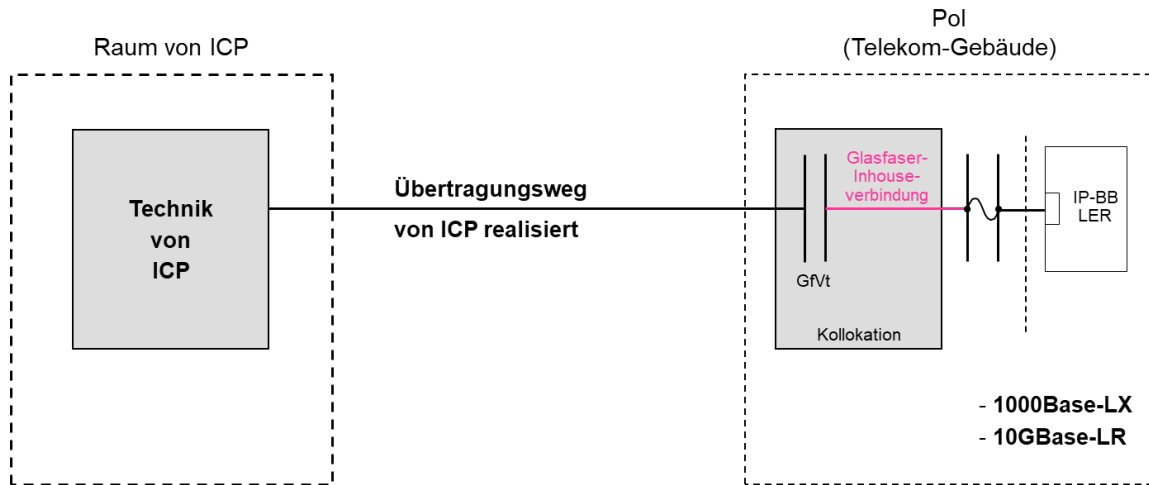 Raum von ICP
PoI
(Telekom-Gebäude)
Technik
von
ICP
Übertragungsweg
von ICP realisiert
Glasfaser-
Inhouse-
verbindung
GfVt
Kollokation
IP-BB
LER
- 1000Base-LX
- 10GBase-LR